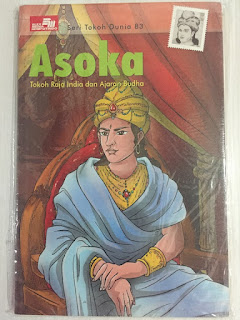 Seri Tokoh Dunia 83
Asoka
Tokoh Raja India dan Ajaran Budha